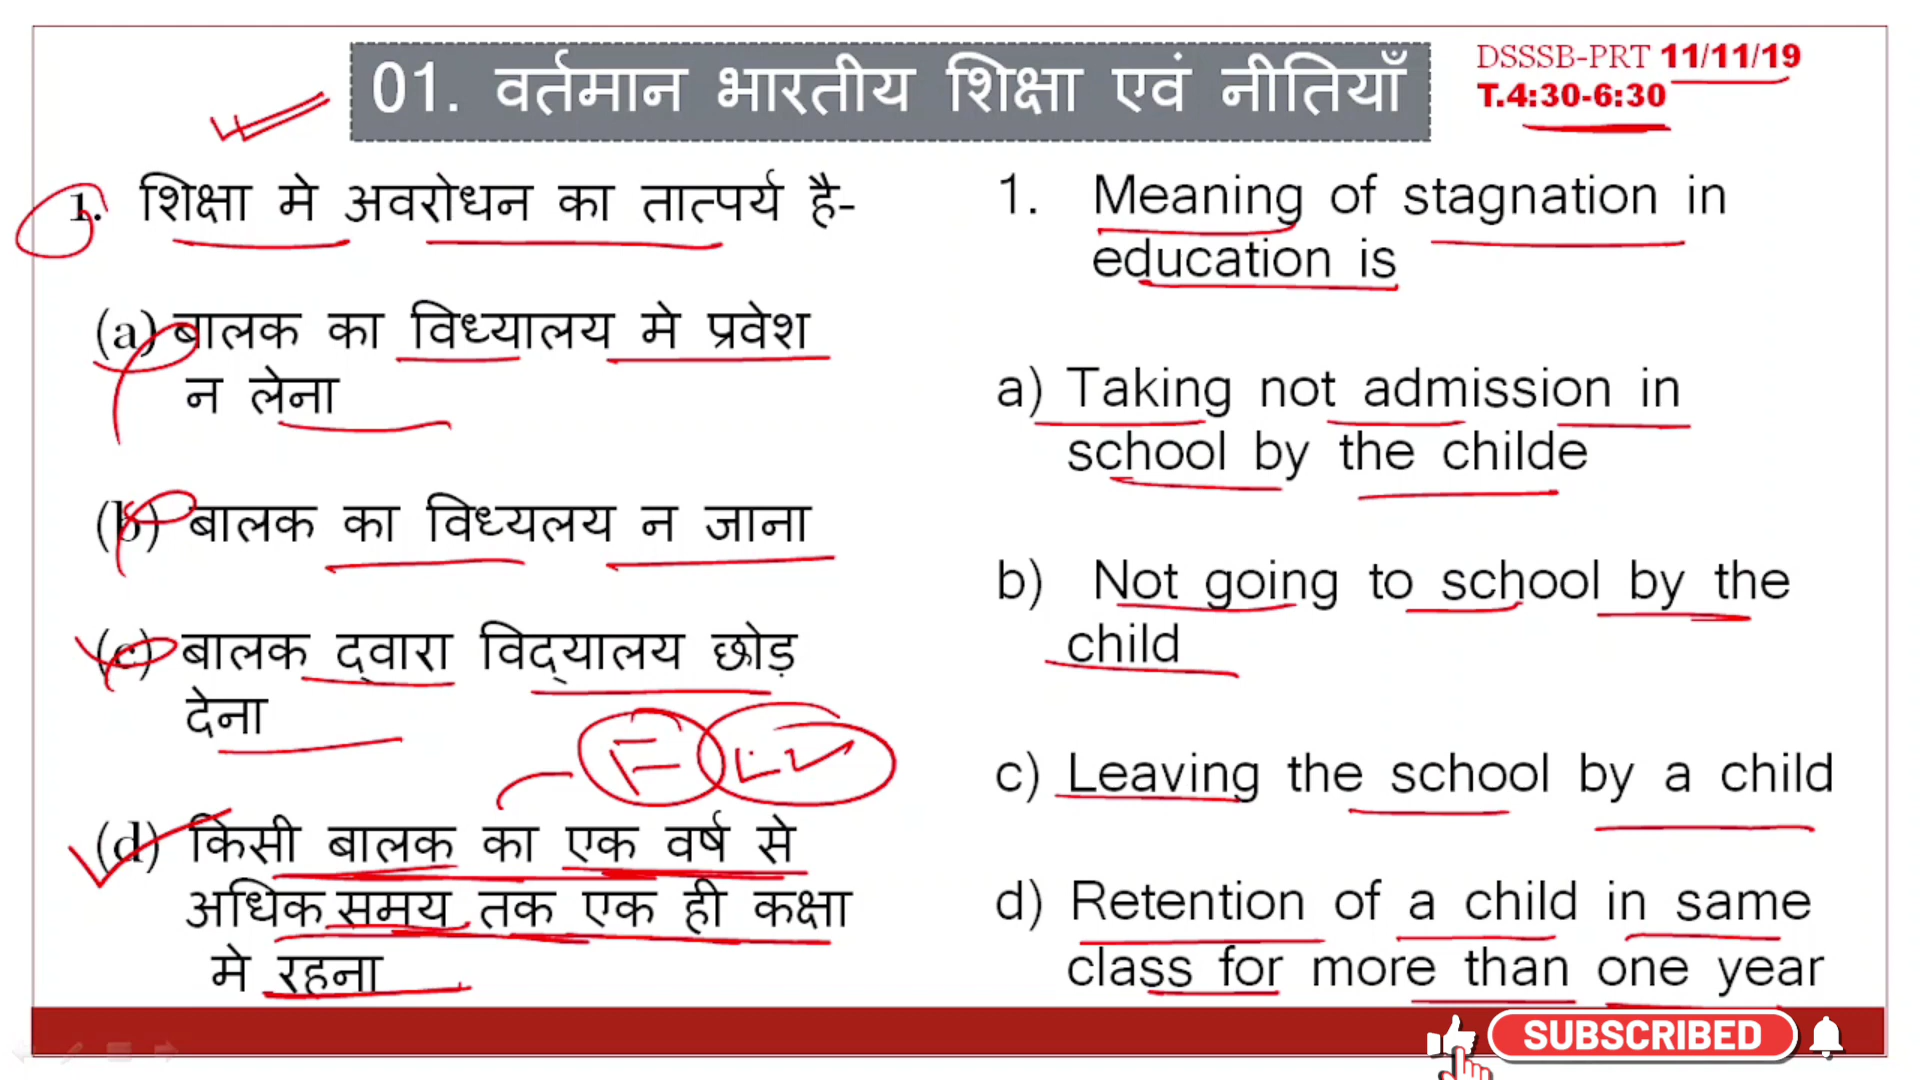 01. वर्तमान भारतीय शिक्षा एवं नीतियाँ
DSSSB-PRT 11/11/19
T.4:30-6:30
1. शिक्षा मे अवरोधन का तात्पर्य है-
(a) बालक का विध्यालय मे प्रवेश
न लेना
(b) बालक का विध्यलय न जाना
(c) बालक द्वारा विद्यालय छोड़
देना
(d) किसी बालक का एक वर्ष से
अधिक समय तक एक ही कक्षा
मे रहना
1. Meaning of stagnation in
education is
a) Taking not admission in
school by the childe
b) Not going to school by the
child
c) Leaving the school by a child
d) Retention of a child in same
class for more than one year
SUBSCRIBED